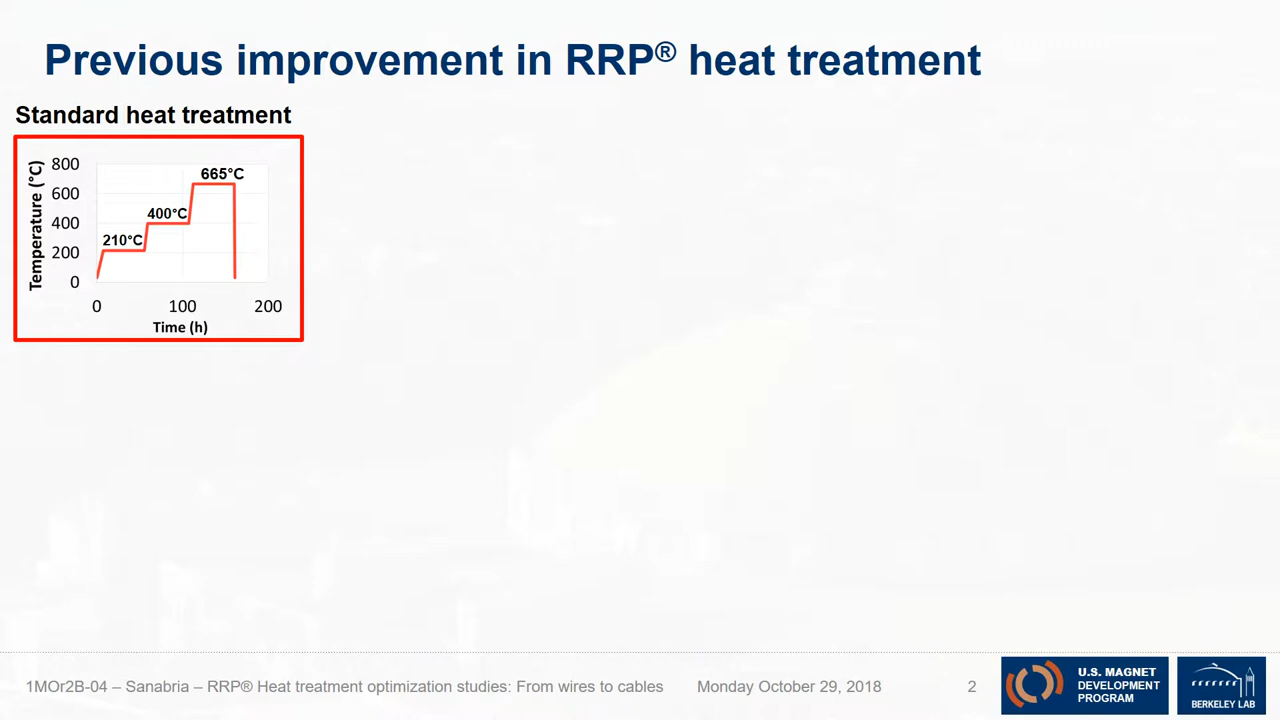 Previous improvement in RRP® heat treatment
Standard heat treatment
Temperature (°C)
800
600
400
200
0
665°C
400°C
210°C
0 100 200
Time (h)
1MOr2B-04 – Sanabria – RRP® Heat treatment optimization studies: From wires to cables Monday October 29, 2018 2
U.S. MAGNET
DEVELOPMENT
PROGRAM
BERKELEY LAB